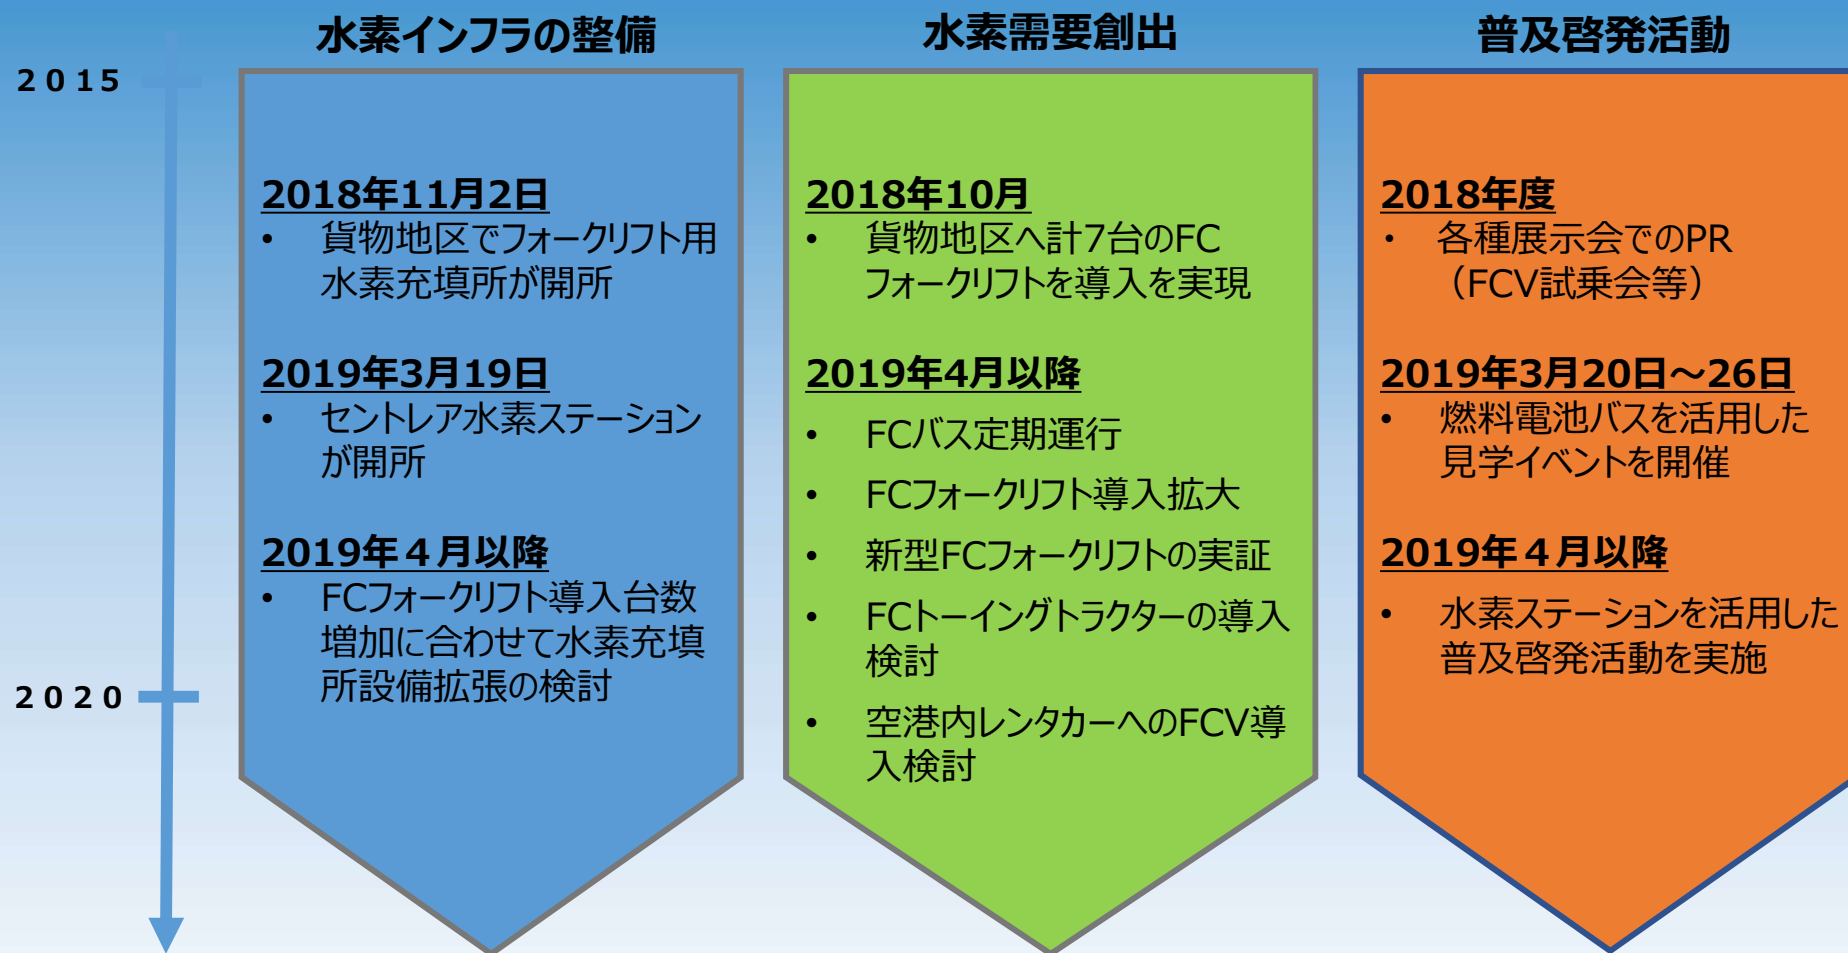 水素インフラの整備
水素需要創出
普及啓発活動
２０15
２０２０
2018年11月2日
• 貨物地区でフォークリフト用
水素充填所が開所
2019年3月19日
• セントレア水素ステーション
が開所
2019年４月以降
• FCフォークリフト導入台数
増加に合わせて水素充填
所設備拡張の検討
2018年10月
• 貨物地区へ計7台のFC
フォークリフトを導入を実現
2019年4月以降
• FCバス定期運行
• FCフォークリフト導入拡大
• 新型FCフォークリフトの実証
• FCトーイングトラクターの導入
検討
• 空港内レンタカーへのFCV導
入検討
2018年度
・ 各種展示会でのPR
（FCV試乗会等）
2019年3月20日～26日
• 燃料電池バスを活用した
見学イベントを開催
2019年４月以降
• 水素ステーションを活用した
普及啓発活動を実施